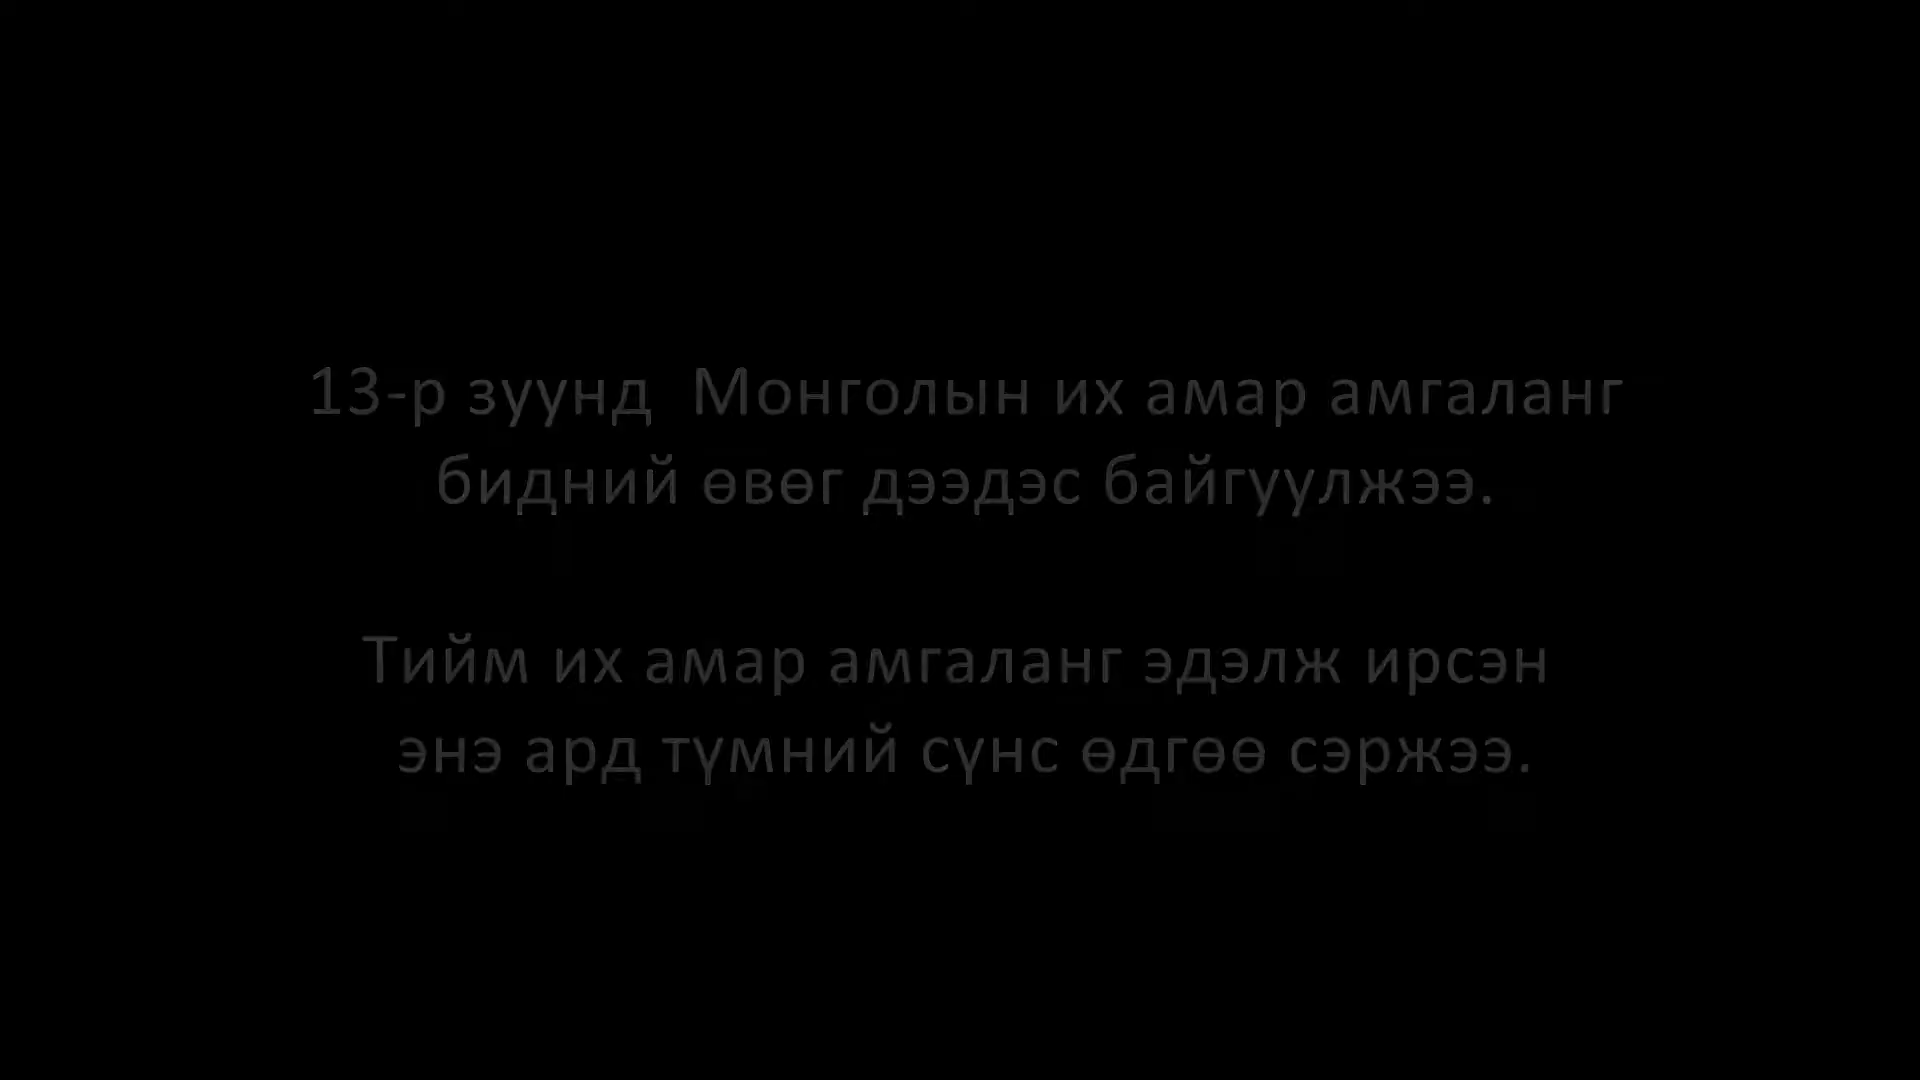 13-р зуунд  Монголын их амар амгаланг
бидний өвөг дээдэс байгуулжээ.
Тийм их амар амгаланг эдэлж ирсэн
энэ ард түмний сүнс өдгөө сэржээ.